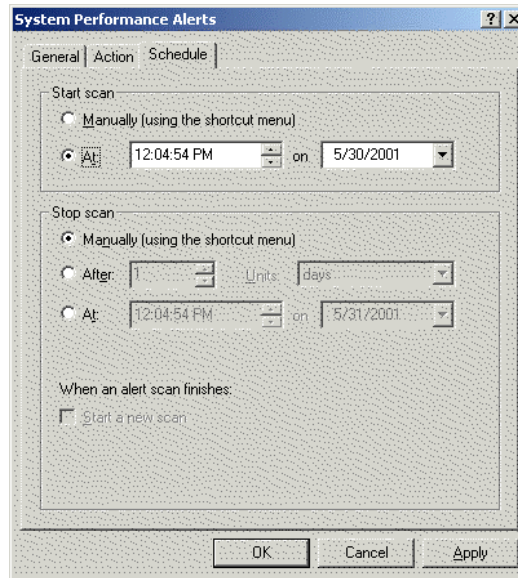 System Performance Alerts
General Action Schedule
Start scan
Manually (using the shortcut menu)
At: 12:04:54 PM on 5/30/2001
Stop scan
Manually (using the shortcut menu)
After: 1 Units: days
At: 12:04:54 PM on 5/31/2001
When an alert scan finishes:
Start a new scan
OK Cancel Apply